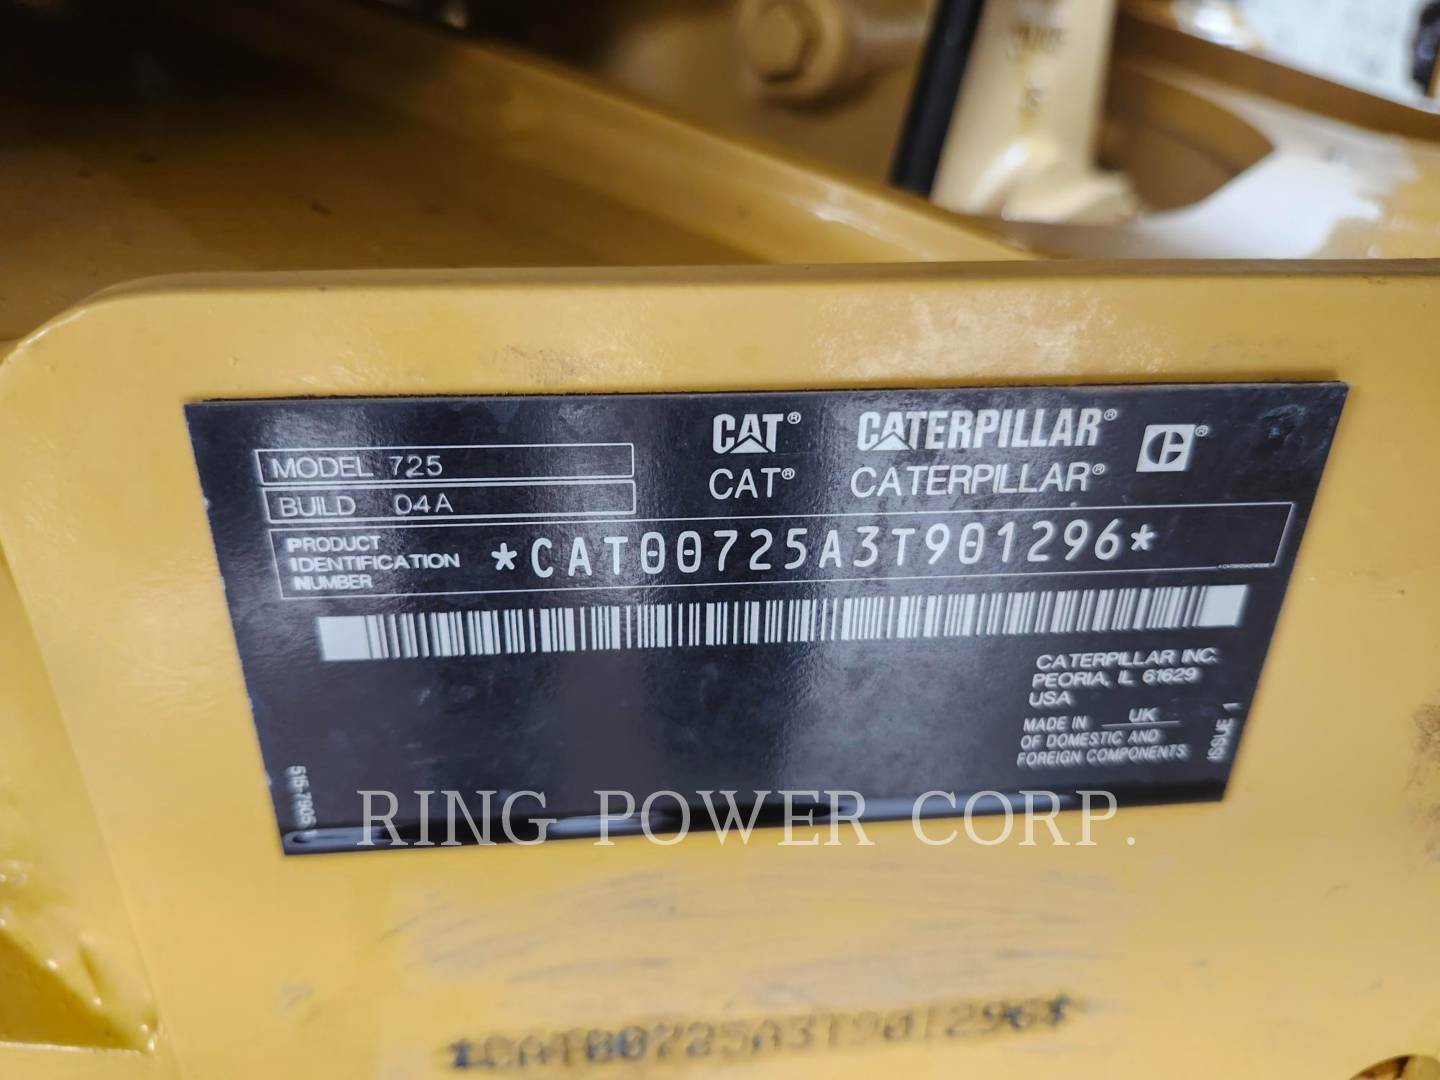 CAT® CATERPILLAR® C®
CAT® CATERPILLAR®
MODEL 725
BUILD 04A
PRODUCT
IDENTIFICATION
NUMBER
*CAT00725A3T901296*
CATERPILLAR INC.
PEORIA, IL 61629
USA
MADE IN UK
OF DOMESTIC AND
FOREIGN COMPONENTS
ISSUE 1
RING POWER CORP.
*CAT00725A3T901296*